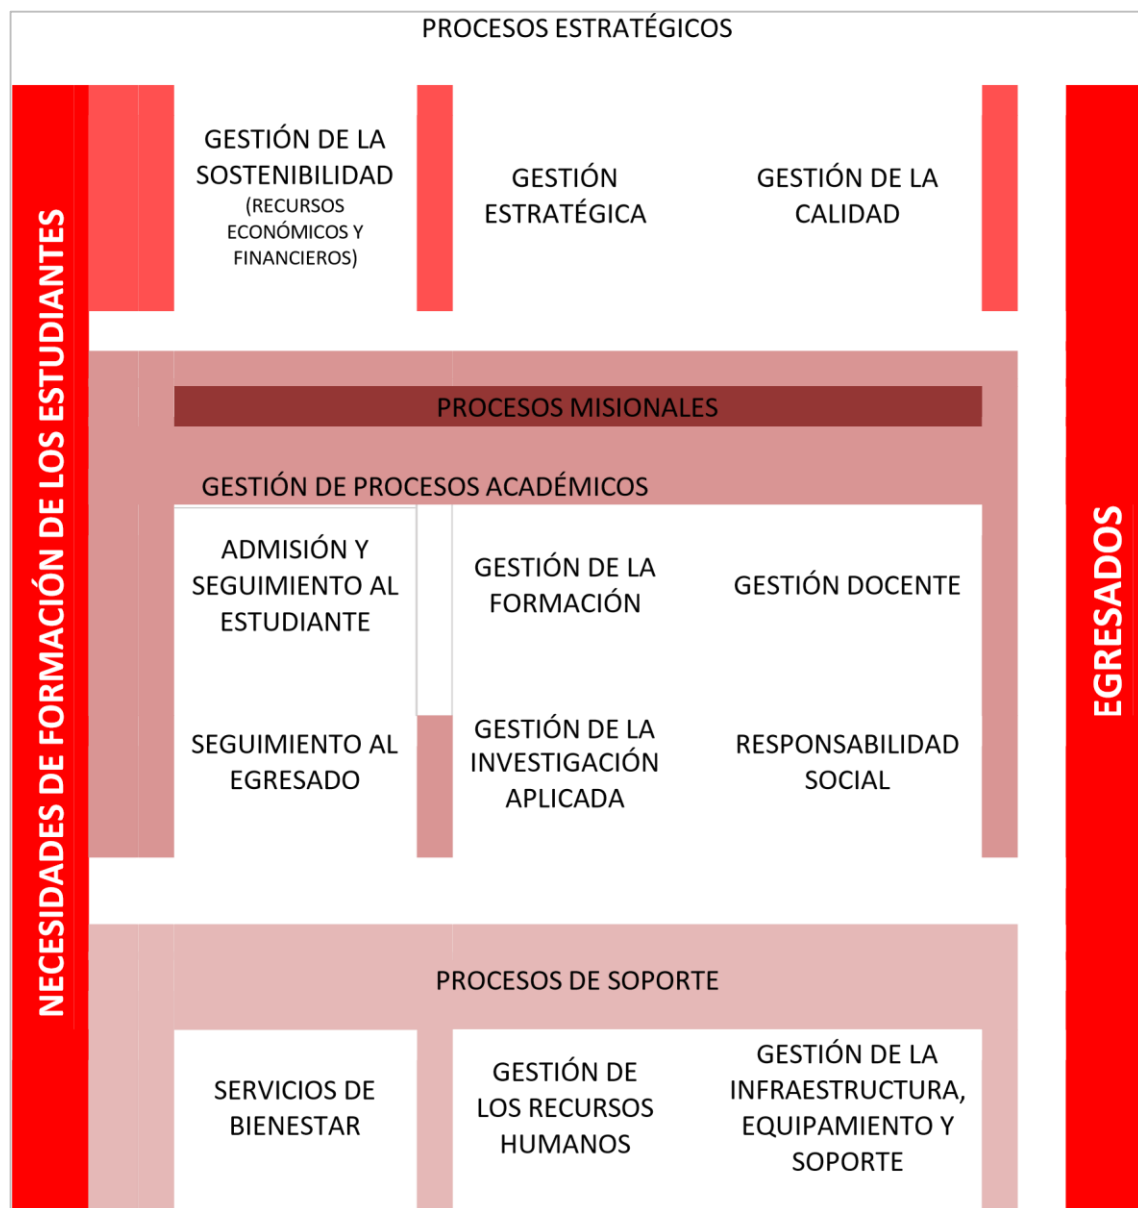 PROCESOS ESTRATÉGICOS
NECESIDADES DE FORMACIÓN DE LOS ESTUDIANTES
GESTIÓN DE LA
SOSTENIBILIDAD
(RECURSOS
ECONÓMICOS Y
FINANCIEROS)
GESTIÓN
ESTRATÉGICA
GESTIÓN DE LA
CALIDAD
PROCESOS MISIONALES
GESTIÓN DE PROCESOS ACADÉMICOS
ADMISIÓN Y
SEGUIMIENTO AL
ESTUDIANTE
GESTIÓN DE LA
FORMACIÓN
GESTIÓN DOCENTE
SEGUIMIENTO AL
EGRESADO
GESTIÓN DE LA
INVESTIGACIÓN
APLICADA
RESPONSABILIDAD
SOCIAL
PROCESOS DE SOPORTE
SERVICIOS DE
BIENESTAR
GESTIÓN DE
LOS RECURSOS
HUMANOS
GESTIÓN DE LA
INFRAESTRUCTURA,
EQUIPAMIENTO Y
SOPORTE
EGRESADOS